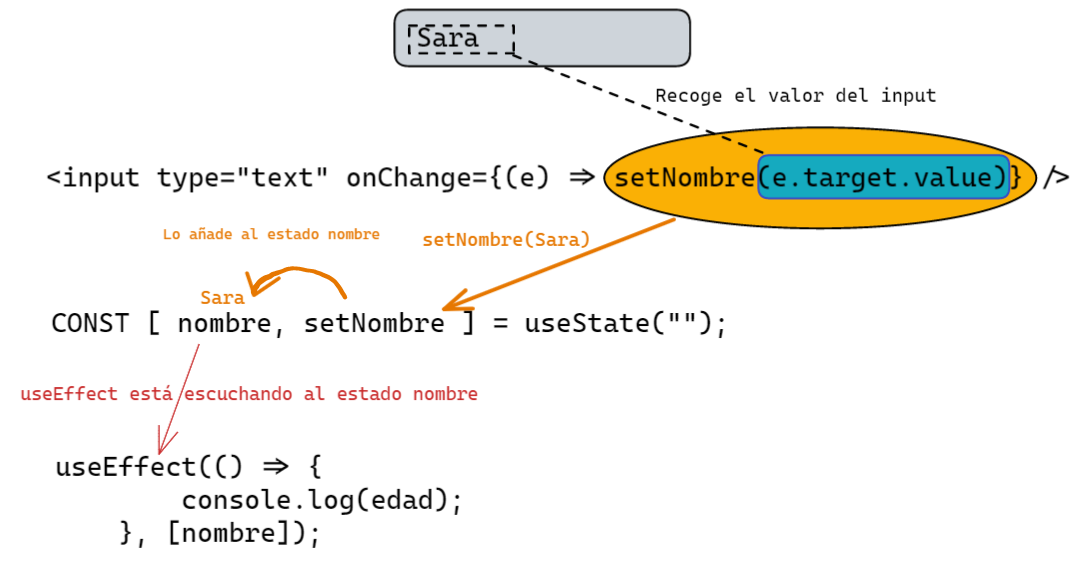 Sara
Recoge el valor del input
<input type="text" onChange={(e) => setNombre(e.target.value)} />
Lo añade al estado nombre
setNombre(Sara)
Sara
CONST [ nombre, setNombre ] = useState("");
useEffect está escuchando al estado nombre
useEffect(() => {
console.log(edad);
}, [nombre]);